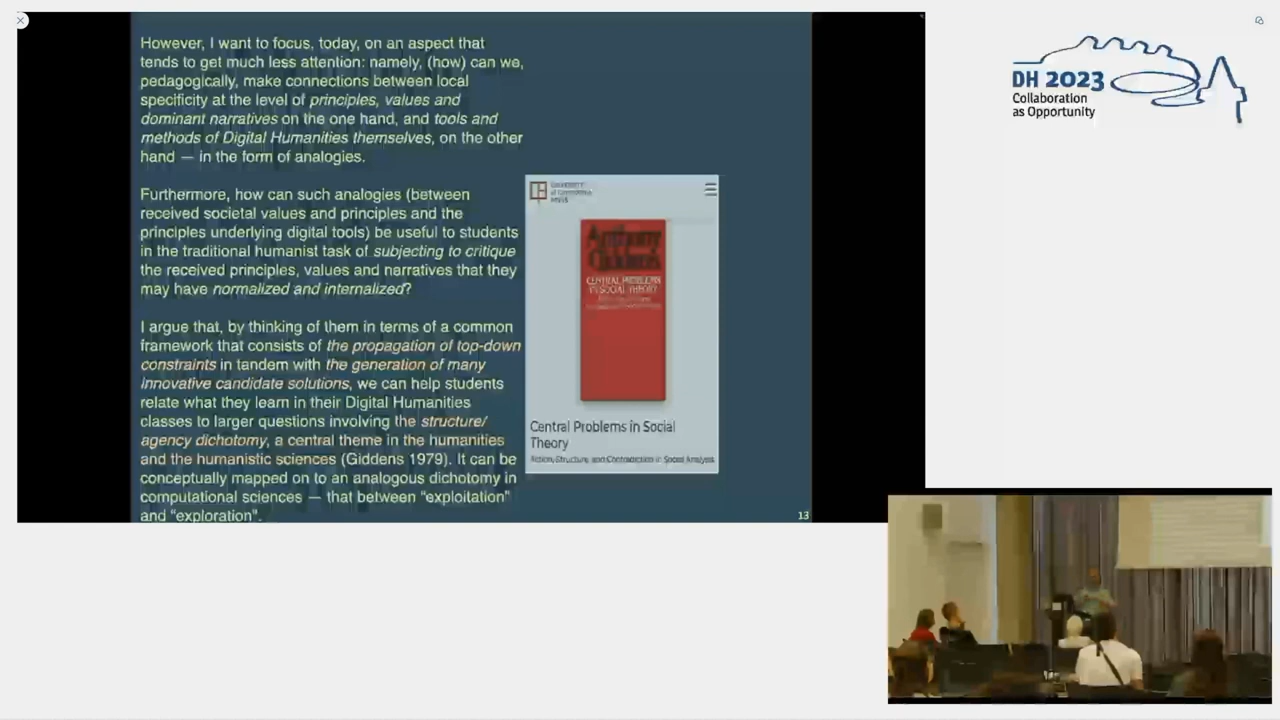 However, I want to focus, today, on an aspect that
tends to get much less attention: namely, (how) can we,
pedagogically, make connections between local
specificity at the level of principles, values and
dominant narratives on the one hand, and tools and
methods of Digital Humanities themselves, on the other
hand — in the form of analogies.
Furthermore, how can such analogies (between
received societal values and principles and the
principles underlying digital tools) be useful to students
in the traditional humanist task of subjecting to critique
the received principles, values and narratives that they
may have normalized and internalized?
I argue that, by thinking of them in terms of a common
framework that consists of the propagation of top-down
constraints in tandem with the generation of many
innovative candidate solutions, we can help students
relate what they learn in their Digital Humanities
classes to larger questions involving the structure/
agency dichotomy, a central theme in the humanities
and the humanistic sciences (Giddens 1979). It can be
conceptually mapped on to an analogous dichotomy in
computational sciences — that between "exploitation"
and "exploration".
UNIVERSITY
of CALIFORNIA
PRESS
Anthony
Giddens
CENTRAL PROBLEMS
IN SOCIAL THEORY
Central Problems in Social
Theory
Action, Structure, and Contradiction in Social Analysis
13
DH 2023
Collaboration
as Opportunity